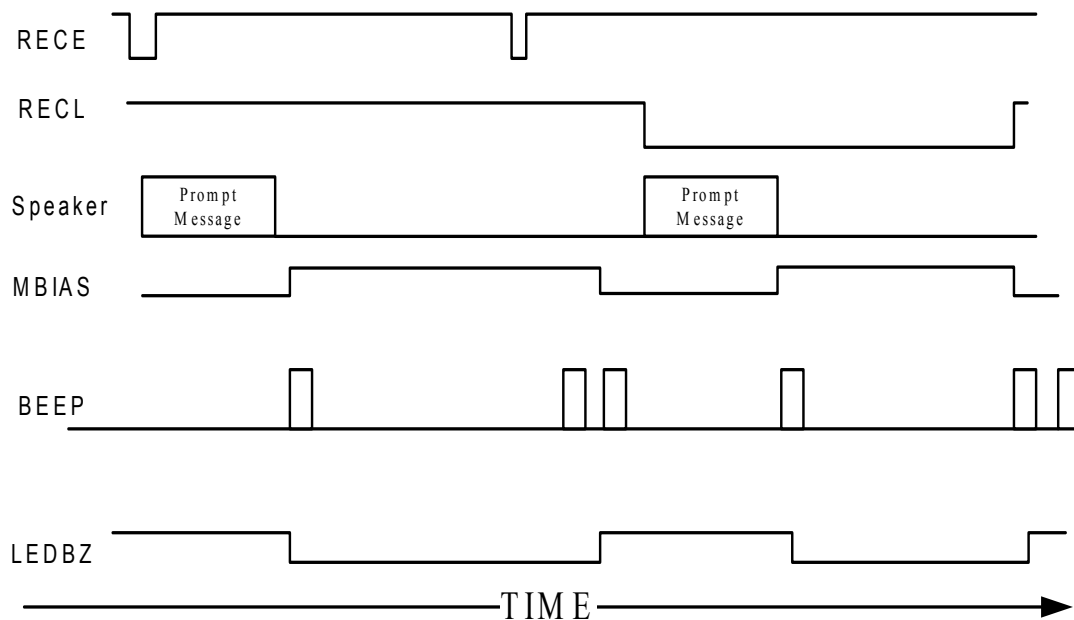 RECE
RECL
Speaker
Prompt
Message
Prompt
Message
MBIAS
BEEP
LEDBZ
TIME